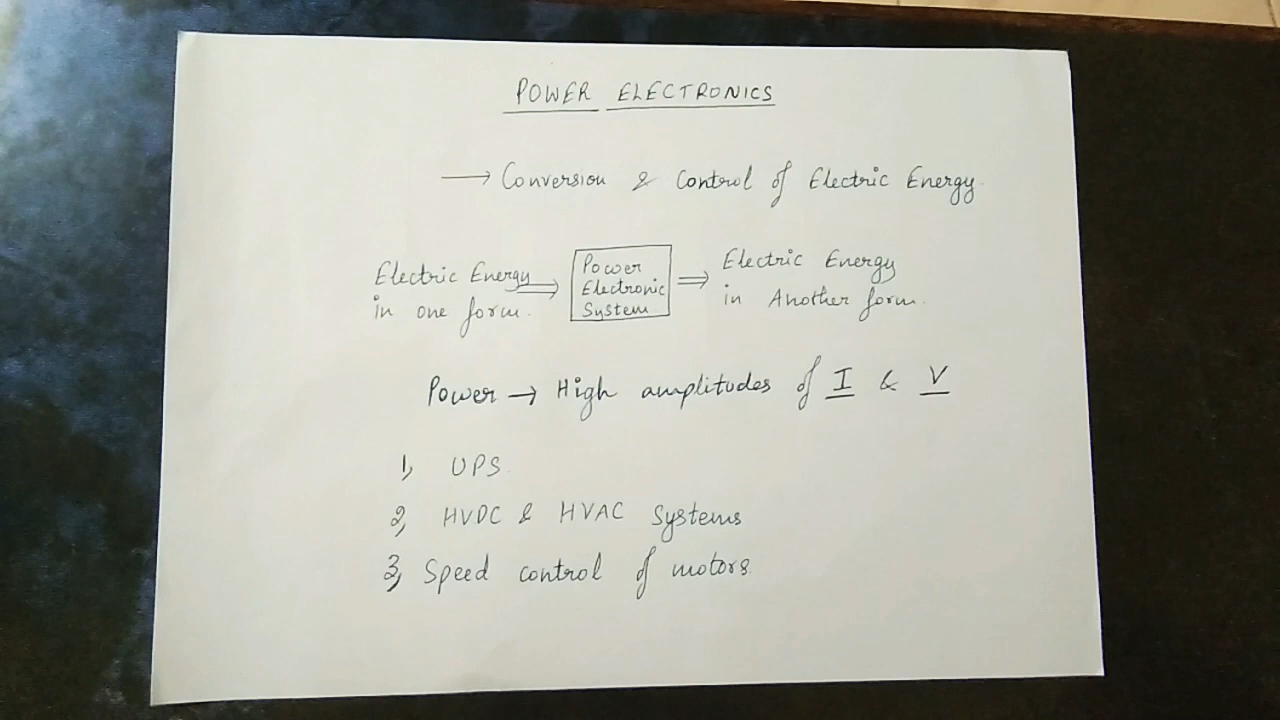 POWER ELECTRONICS
→ Conversion & Control of Electric Energy.
Electric Energy
in one form.
⇒
Power
Electronic
System
⇒
Electric Energy
in Another form.
Power → High amplitudes of I & V
1, UPS.
2, HVDC & HVAC Systems
3, Speed control of motors.